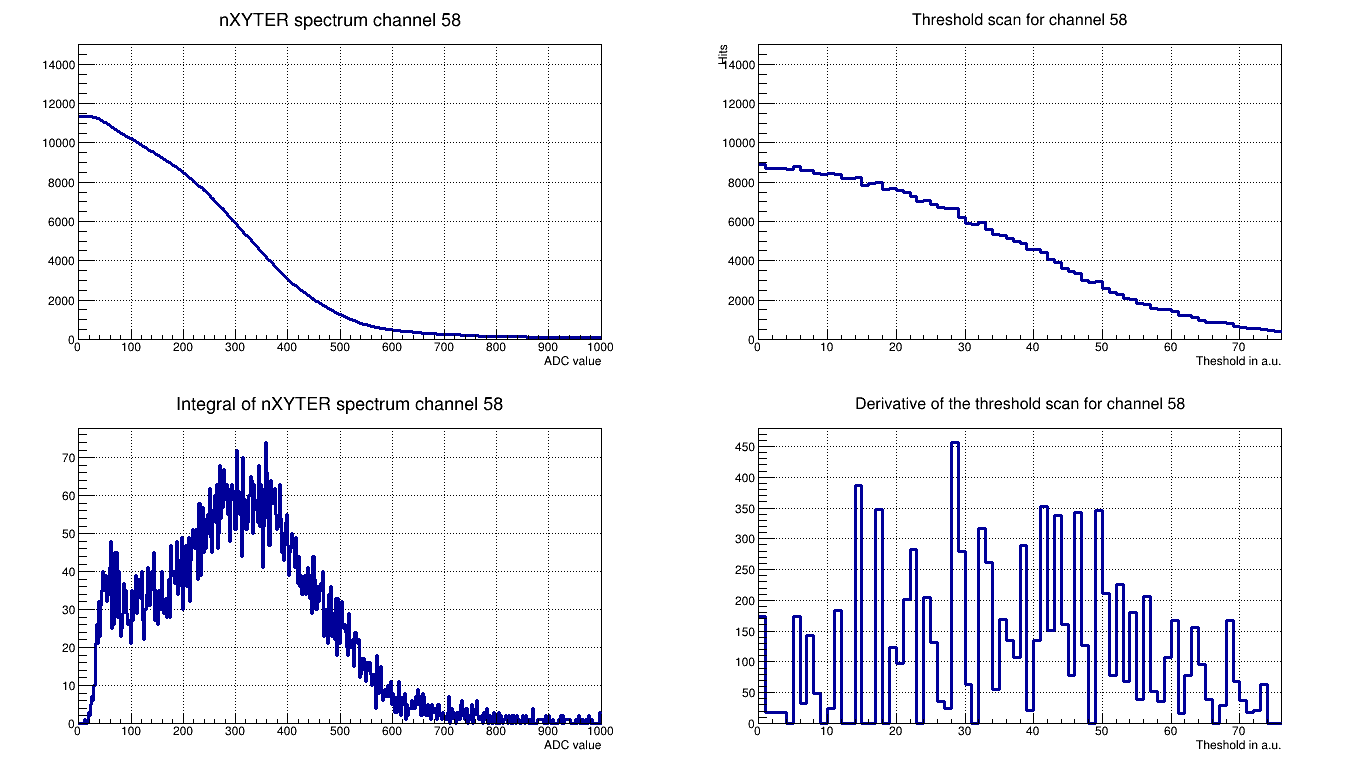 nXYTER spectrum channel 58
14000
12000
10000
8000
6000
4000
2000
0
0 100 200 300 400 500 600 700 800 900 1000
ADC value
Threshold scan for channel 58
Hits
14000
12000
10000
8000
6000
4000
2000
0
0 10 20 30 40 50 60 70
Theshold in a.u.
Integral of nXYTER spectrum channel 58
70
60
50
40
30
20
10
0
0 100 200 300 400 500 600 700 800 900 1000
ADC value
Derivative of the threshold scan for channel 58
450
400
350
300
250
200
150
100
50
0
0 10 20 30 40 50 60 70
Theshold in a.u.